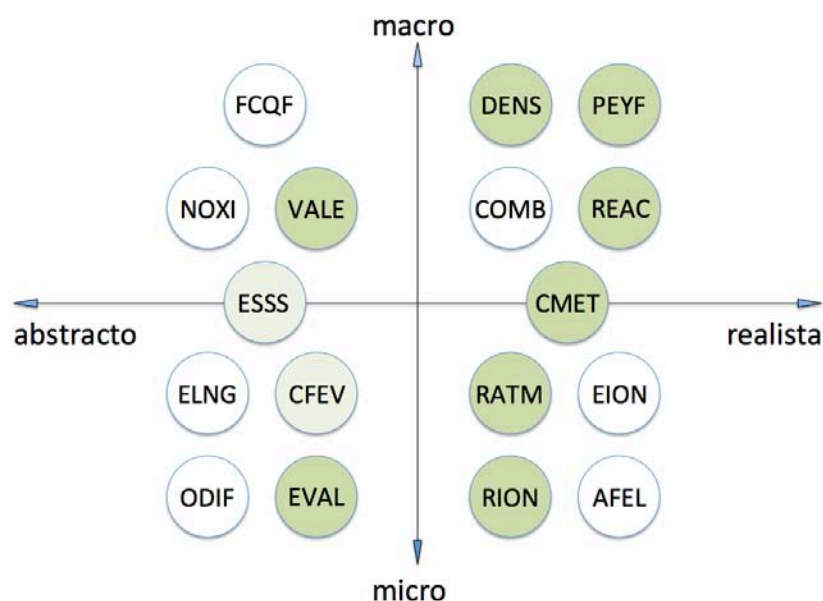 macro
FCQF DENS PEYF
NOXI VALE COMB REAC
ESSS CMET
abstracto realista
ELNG CFEV RATM EION
ODIF EVAL RION AFEL
micro